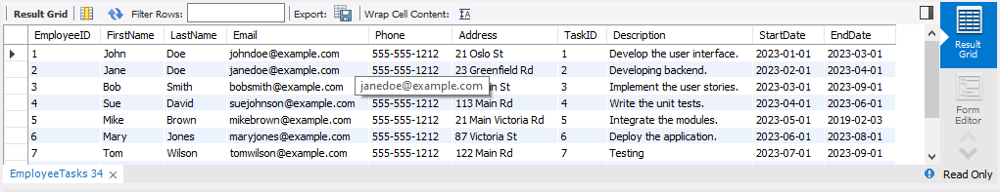 Result Grid Filter Rows: Export: Wrap Cell Content: IA
EmployeeID FirstName LastName Email Phone Address TaskID Description StartDate EndDate
1 John Doe johndoe@example.com 555-555-1212 21 Oslo St 1 Develop the user interface. 2023-01-01 2023-03-01
2 Jane Doe janedoe@example.com 555-555-1212 23 Greenfield Rd 2 Developing backend. 2023-02-01 2023-04-01
janedoe@example.com
3 Bob Smith bobsmith@example.com n St 3 Implement the user stories. 2023-03-01 2023-05-01
4 Sue David suejohnson@example.com 555-555-1212 113 Main Rd 4 Write the unit tests. 2023-04-01 2023-06-01
5 Mike Brown mikebrown@example.com 555-555-1212 21 Main Victoria Rd 5 Integrate the modules. 2023-05-01 2019-02-03
6 Mary Jones maryjones@example.com 555-555-1212 87 Victoria St 6 Deploy the application. 2023-06-01 2023-08-01
7 Tom Wilson tomwilson@example.com 555-555-1212 122 Main Rd 7 Testing 2023-07-01 2023-09-01
Result
Grid
Form
Editor
EmployeeTasks 34
Read Only